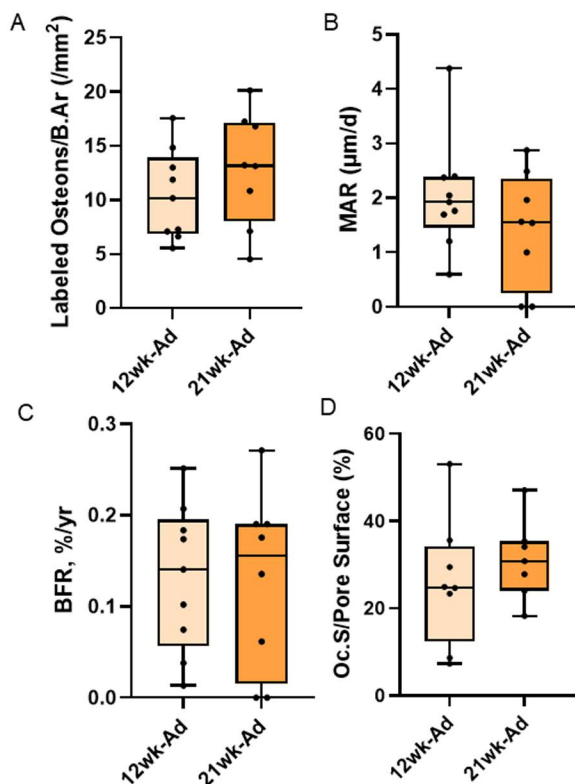 A
Labeled Osteons/B.Ar (/mm²)
25
20
15
10
5
0
12wk-Ad
21wk-Ad
B
MAR (µm/d)
5
4
3
2
1
0
12wk-Ad
21wk-Ad
C
BFR, %/yr
0.3
0.2
0.1
0.0
12wk-Ad
21wk-Ad
D
Oc.S/Pore Surface (%)
60
40
20
0
12wk-Ad
21wk-Ad